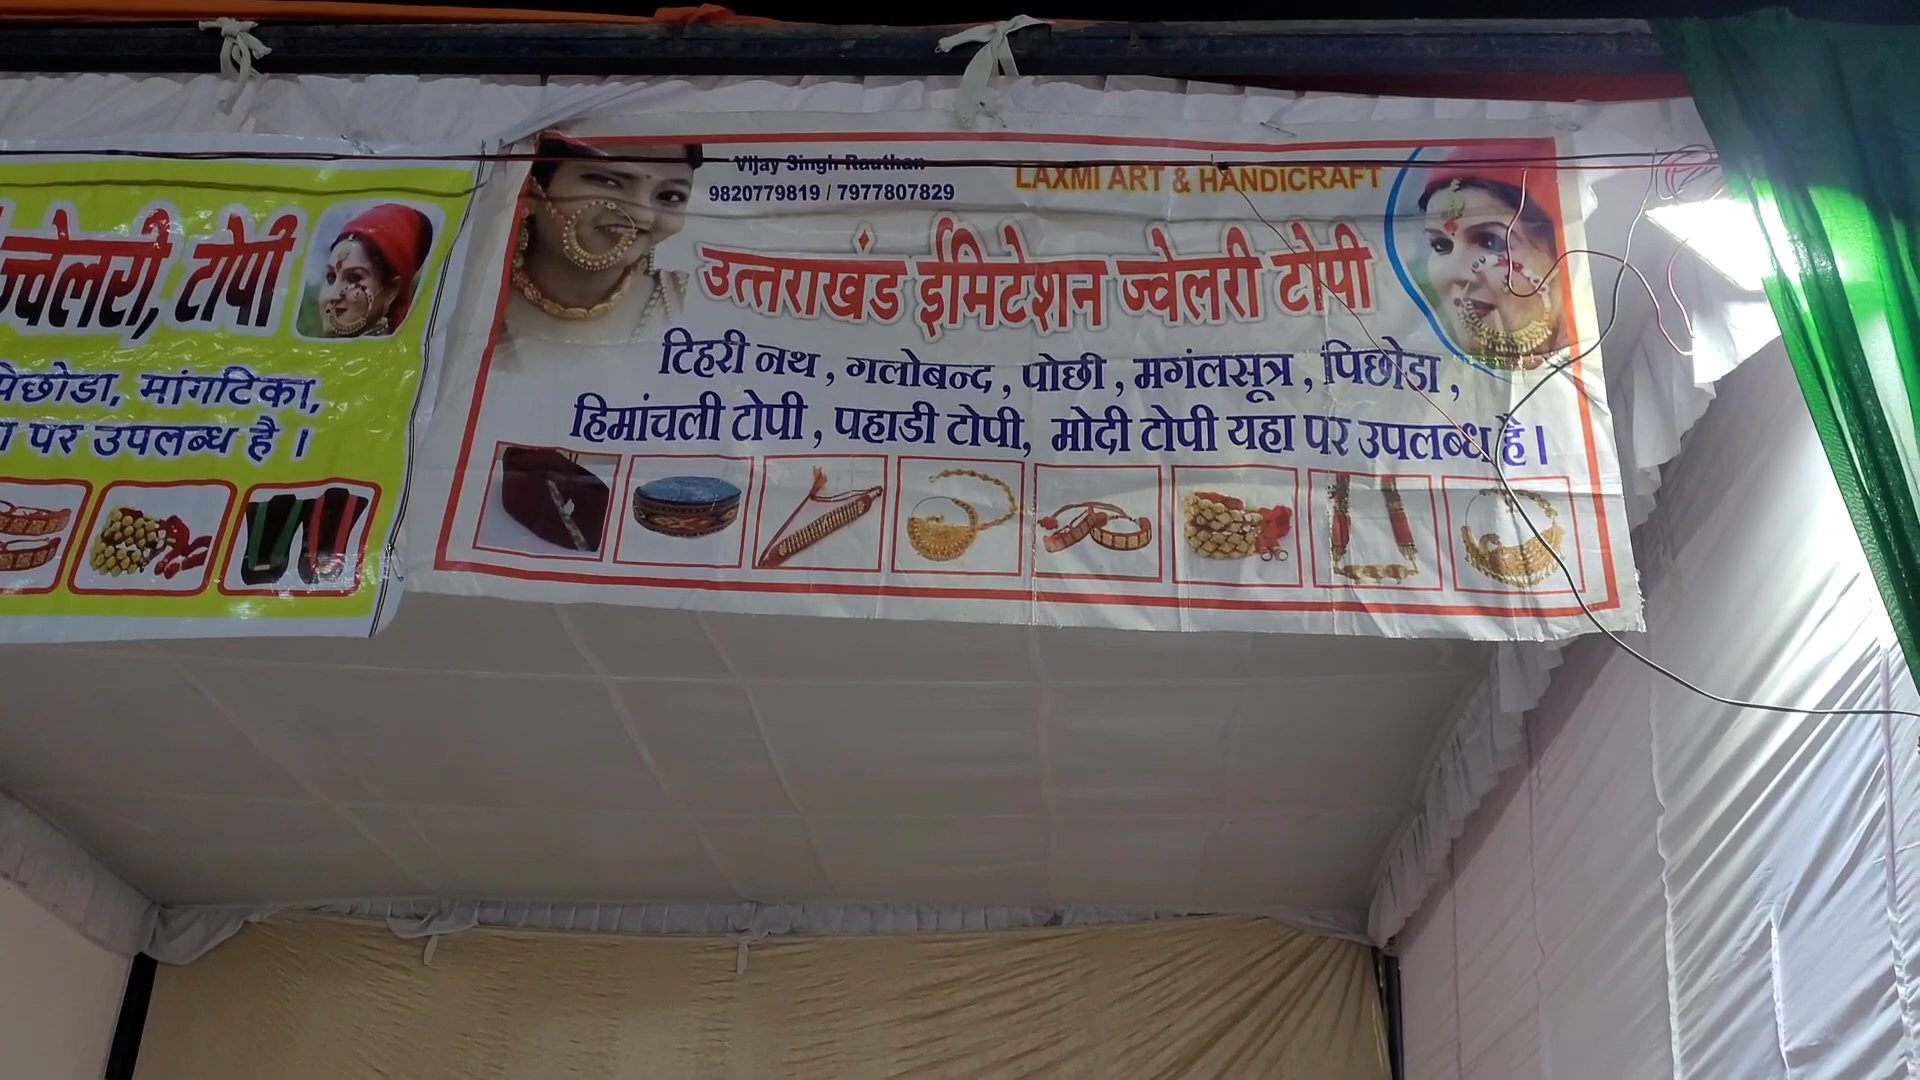 ज्वेलरी, टोपी
पिछोडा, मांगटिका,
पर उपलब्ध है ।
Vijay Singh Rauthan
9820779819 / 7977807829
LAXMI ART & HANDICRAFT
उत्तराखंड ईमिटेशन ज्वेलरी टोपी
टिहरी नथ , गलोबन्द , पोछी , मगंलसूत्र , पिछोडा ,
हिमांचली टोपी , पहाडी टोपी, मोदी टोपी यहा पर उपलब्ध है ।